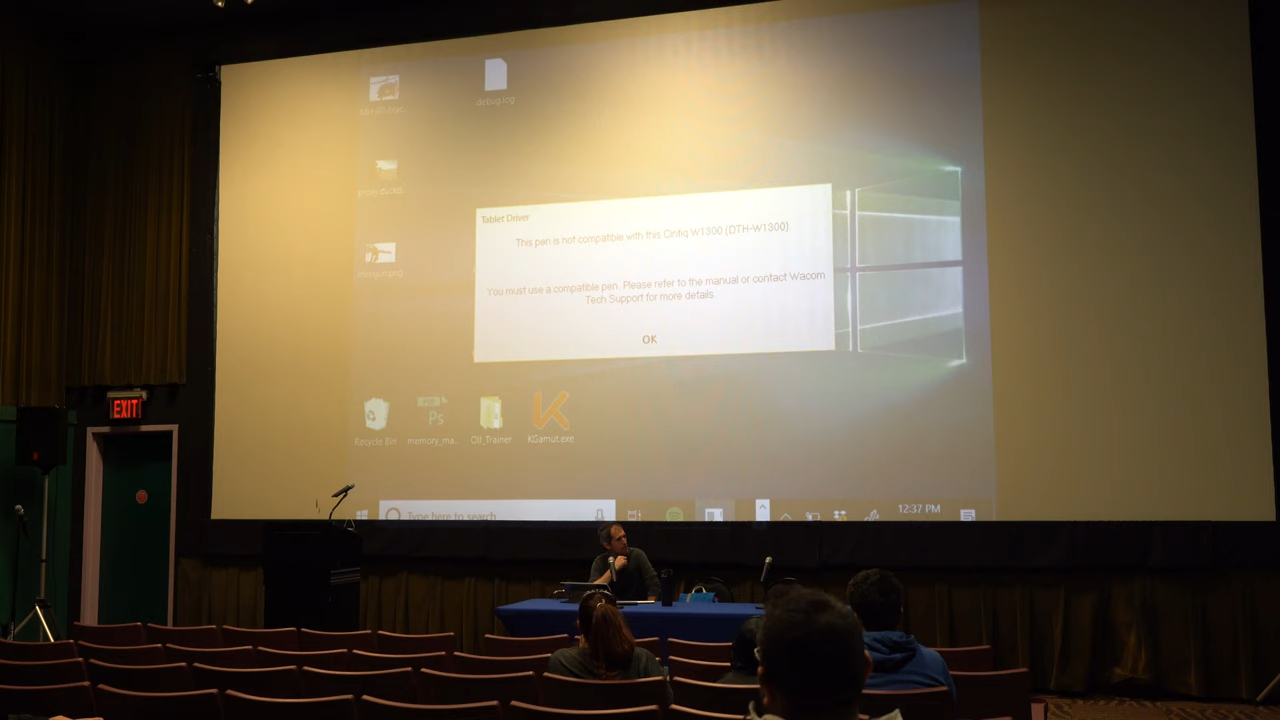 debug.log
Tablet Driver
This pen is not compatible with this Cintiq W1300 (DTH-W1300)
You must use a compatible pen. Please refer to the manual or contact Wacom
Tech Support for more details.
OK
Ps
Recycle Bin
memory_ma...
OII_Trainer
KGamut.exe
EXIT
Type here to search
12:37 PM